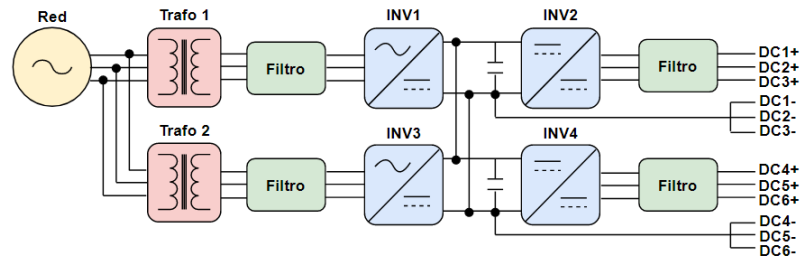 Red
Trafo 1
INV1
INV2
Filtro
Filtro
DC1+
DC2+
DC3+
DC1-
DC2-
DC3-
Trafo 2
INV3
INV4
Filtro
Filtro
DC4+
DC5+
DC6+
DC4-
DC5-
DC6-